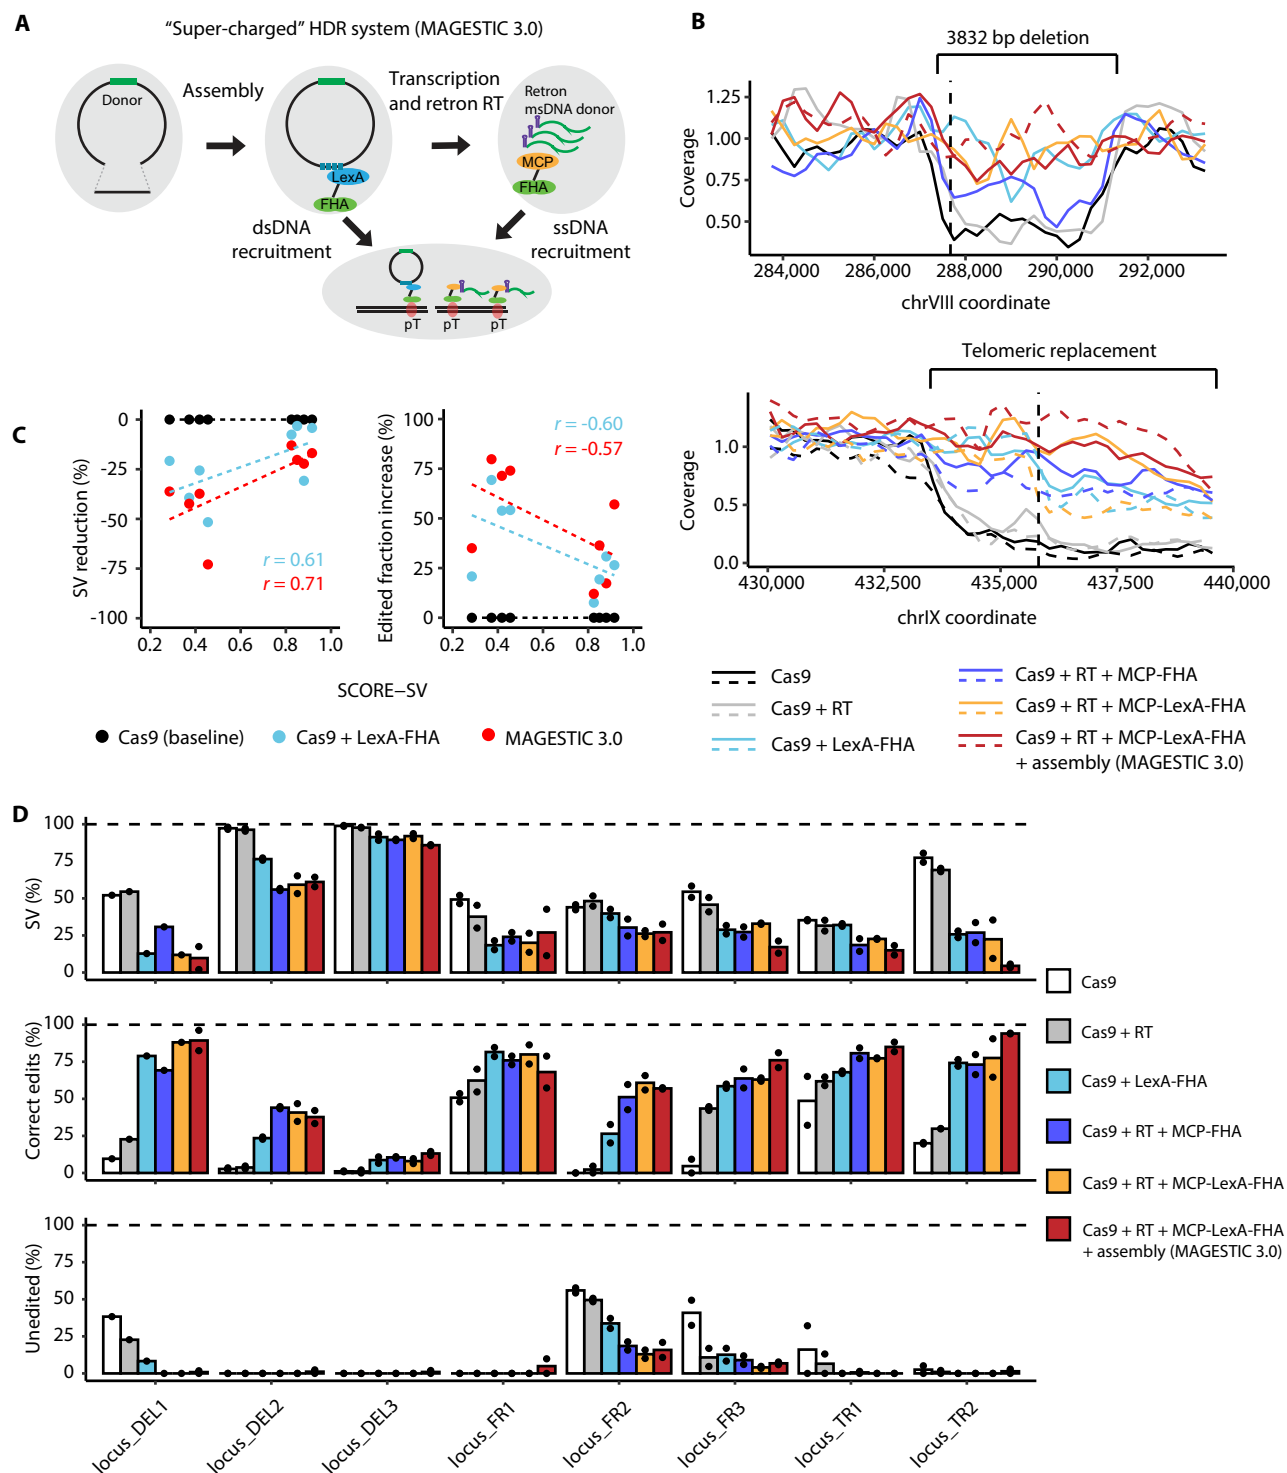 A
"Super-charged" HDR system (MAGESTIC 3.0)
Donor
Assembly
LexA
FHA
Transcription
and retron RT
Retron
msDNA donor
MCP
FHA
dsDNA
recruitment
ssDNA
recruitment
pT
pT
pT
B
3832 bp deletion
Coverage
1.25
1.00
0.75
0.50
284,000
286,000
288,000
290,000
292,000
chrVIII coordinate
Telomeric replacement
Coverage
1.0
0.5
0.0
430,000
432,500
435,000
437,500
440,000
chrIX coordinate
Cas9
Cas9 + RT
Cas9 + LexA-FHA
Cas9 + RT + MCP-FHA
Cas9 + RT + MCP-LexA-FHA
Cas9 + RT + MCP-LexA-FHA
+ assembly (MAGESTIC 3.0)
C
SV reduction (%)
0
-25
-50
-75
-100
r = 0.61
r = 0.71
0.2
0.4
0.6
0.8
1.0
Edited fraction increase (%)
100
75
50
25
0
r = -0.60
r = -0.57
0.2
0.4
0.6
0.8
1.0
SCORE–SV
Cas9 (baseline)
Cas9 + LexA-FHA
MAGESTIC 3.0
D
SV (%)
100
75
50
25
0
Correct edits (%)
100
75
50
25
0
Unedited (%)
100
75
50
25
0
locus_DEL1
locus_DEL2
locus_DEL3
locus_FR1
locus_FR2
locus_FR3
locus_TR1
locus_TR2
Cas9
Cas9 + RT
Cas9 + LexA-FHA
Cas9 + RT + MCP-FHA
Cas9 + RT + MCP-LexA-FHA
Cas9 + RT + MCP-LexA-FHA
+ assembly (MAGESTIC 3.0)